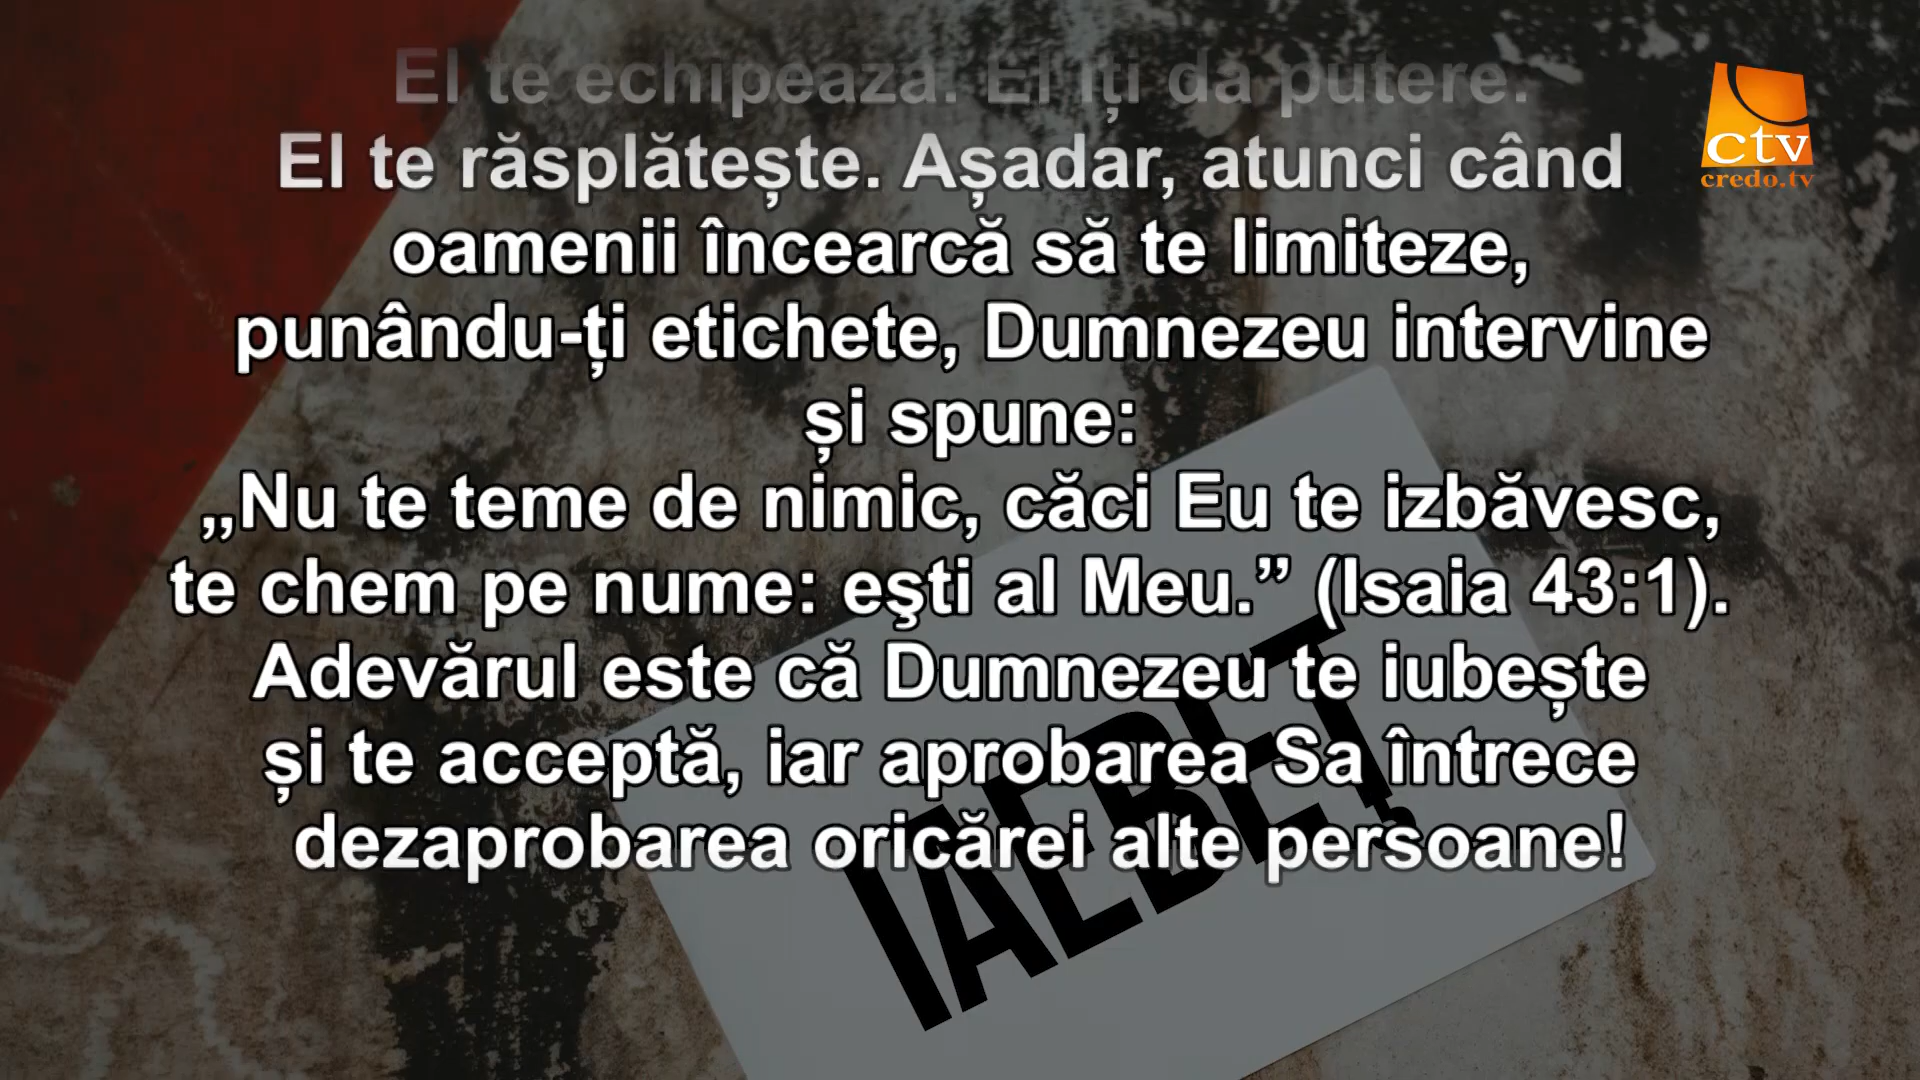 El te echipează. El îți dă putere.
El te răsplătește. Așadar, atunci când
oamenii încearcă să te limiteze,
punându-ți etichete, Dumnezeu intervine
și spune:
„Nu te teme de nimic, căci Eu te izbăvesc,
te chem pe nume: eşti al Meu.” (Isaia 43:1).
Adevărul este că Dumnezeu te iubește
și te acceptă, iar aprobarea Sa întrece
dezaprobarea oricărei alte persoane!
ctv
credo.tv
IAEBEȚ